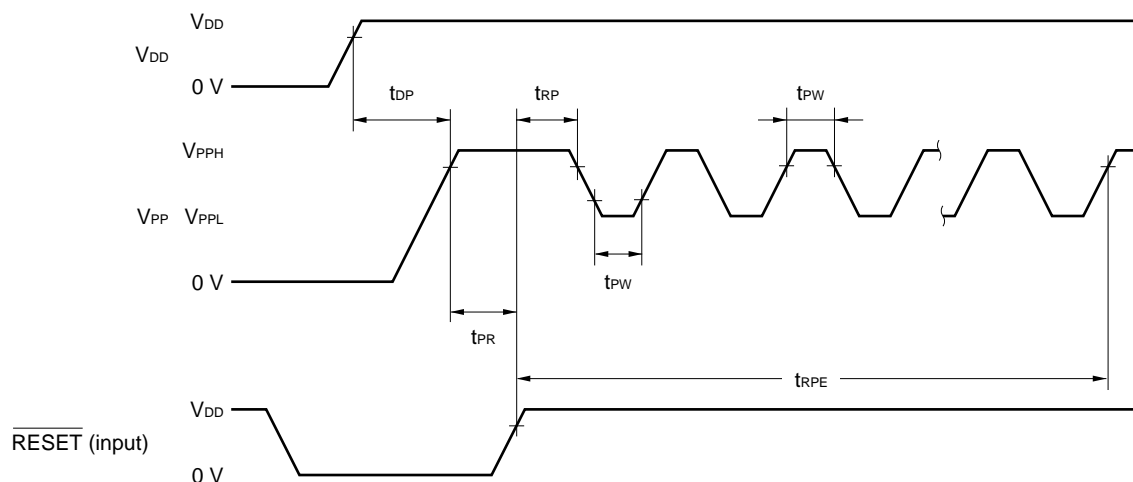 VDD
VDD
0 V
tDP
tRP
tPW
VPPH
VPP VPPL
tPW
0 V
tPR
tRPE
VDD
RESET (input)
0 V